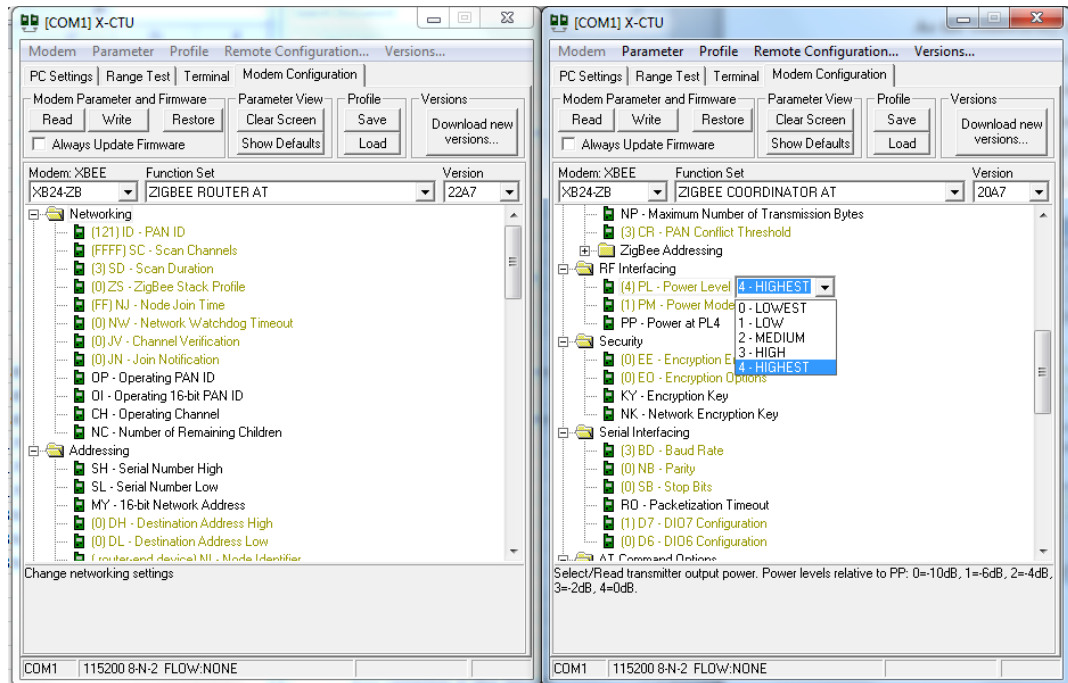 [COM1] X-CTU
Modem Parameter Profile Remote Configuration... Versions...
PC Settings Range Test Terminal Modem Configuration
Modem Parameter and Firmware Parameter View Profile Versions
Read Write Restore Clear Screen Save Download new versions...
Always Update Firmware Show Defaults Load
Modem: XBEE Function Set Version
XB24-ZB ZIGBEE ROUTER AT 22A7
Networking
(121) ID - PAN ID
(FFFF) SC - Scan Channels
(3) SD - Scan Duration
(0) ZS - ZigBee Stack Profile
(FF) NJ - Node Join Time
(0) NW - Network Watchdog Timeout
(0) JV - Channel Verification
(0) JN - Join Notification
OP - Operating PAN ID
OI - Operating 16-bit PAN ID
CH - Operating Channel
NC - Number of Remaining Children
Addressing
SH - Serial Number High
SL - Serial Number Low
MY - 16-bit Network Address
(0) DH - Destination Address High
(0) DL - Destination Address Low
( router-end device) NI - Node Identifier
Change networking settings
COM1 115200 8-N-2 FLOW:NONE
[COM1] X-CTU
Modem Parameter Profile Remote Configuration... Versions...
PC Settings Range Test Terminal Modem Configuration
Modem Parameter and Firmware Parameter View Profile Versions
Read Write Restore Clear Screen Save Download new versions...
Always Update Firmware Show Defaults Load
Modem: XBEE Function Set Version
XB24-ZB ZIGBEE COORDINATOR AT 20A7
NP - Maximum Number of Transmission Bytes
(3) CR - PAN Conflict Threshold
ZigBee Addressing
RF Interfacing
(4) PL - Power Level 4 - HIGHEST
(1) PM - Power Mode
0 - LOWEST
PP - Power at PL4
1 - LOW
2 - MEDIUM
Security
3 - HIGH
(0) EE - Encryption
4 - HIGHEST
(0) EO - Encryption Options
KY - Encryption Key
NK - Network Encryption Key
Serial Interfacing
(3) BD - Baud Rate
(0) NB - Parity
(0) SB - Stop Bits
RO - Packetization Timeout
(1) D7 - DIO7 Configuration
(0) D6 - DIO6 Configuration
AT Command Options
Select/Read transmitter output power. Power levels relative to PP: 0=-10dB, 1=-6dB, 2=-4dB,
3=-2dB, 4=0dB.
COM1 115200 8-N-2 FLOW:NONE